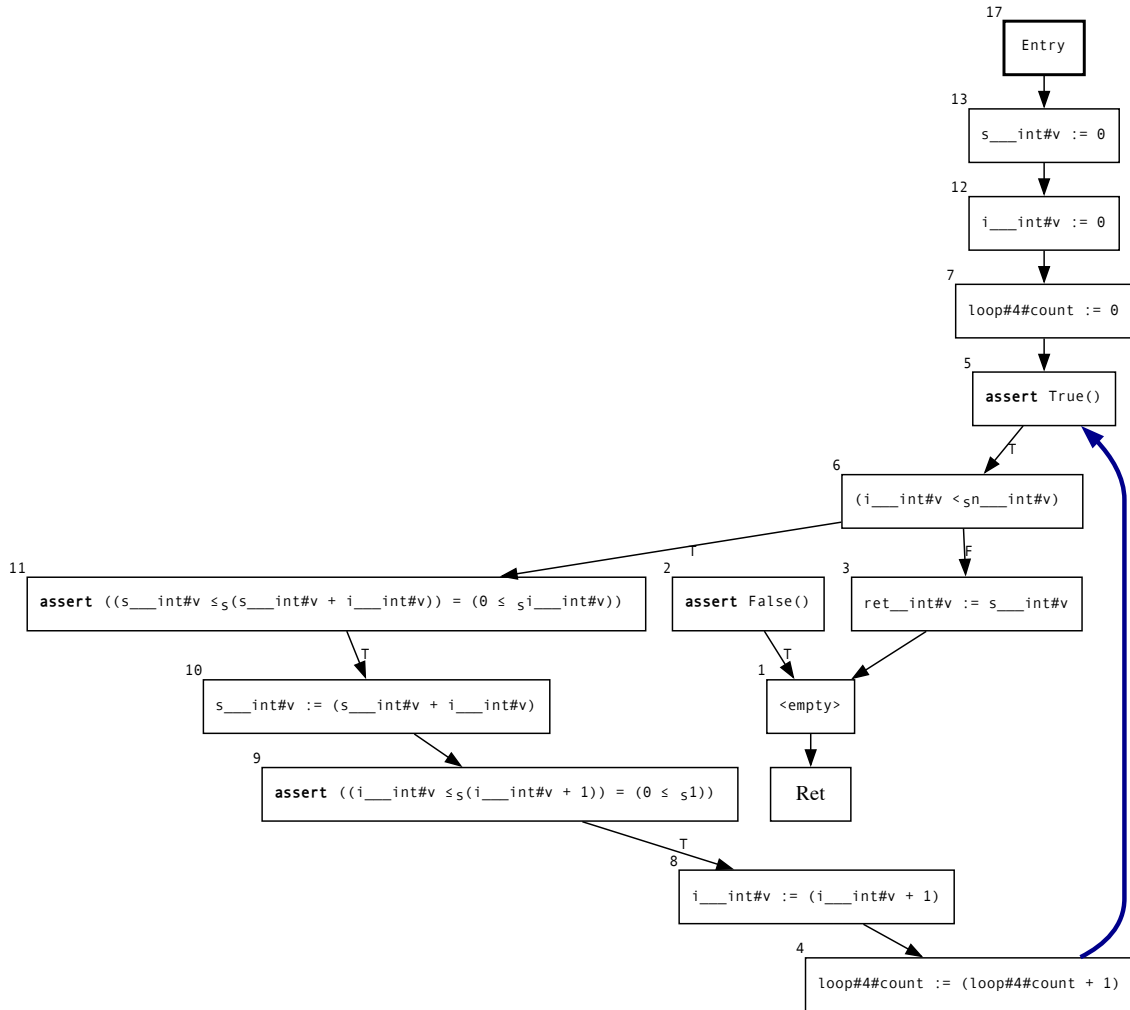 17
Entry
13
s___int#v := 0
12
i___int#v := 0
7
loop#4#count := 0
5
assert True()
T
6
(i___int#v <s n___int#v)
T
F
11
assert ((s___int#v ≤s (s___int#v + i___int#v)) = (0 ≤s i___int#v))
2
assert False()
3
ret__int#v := s___int#v
T
T
10
s___int#v := (s___int#v + i___int#v)
1
<empty>
9
assert ((i___int#v ≤s (i___int#v + 1)) = (0 ≤s 1))
Ret
T
8
i___int#v := (i___int#v + 1)
4
loop#4#count := (loop#4#count + 1)